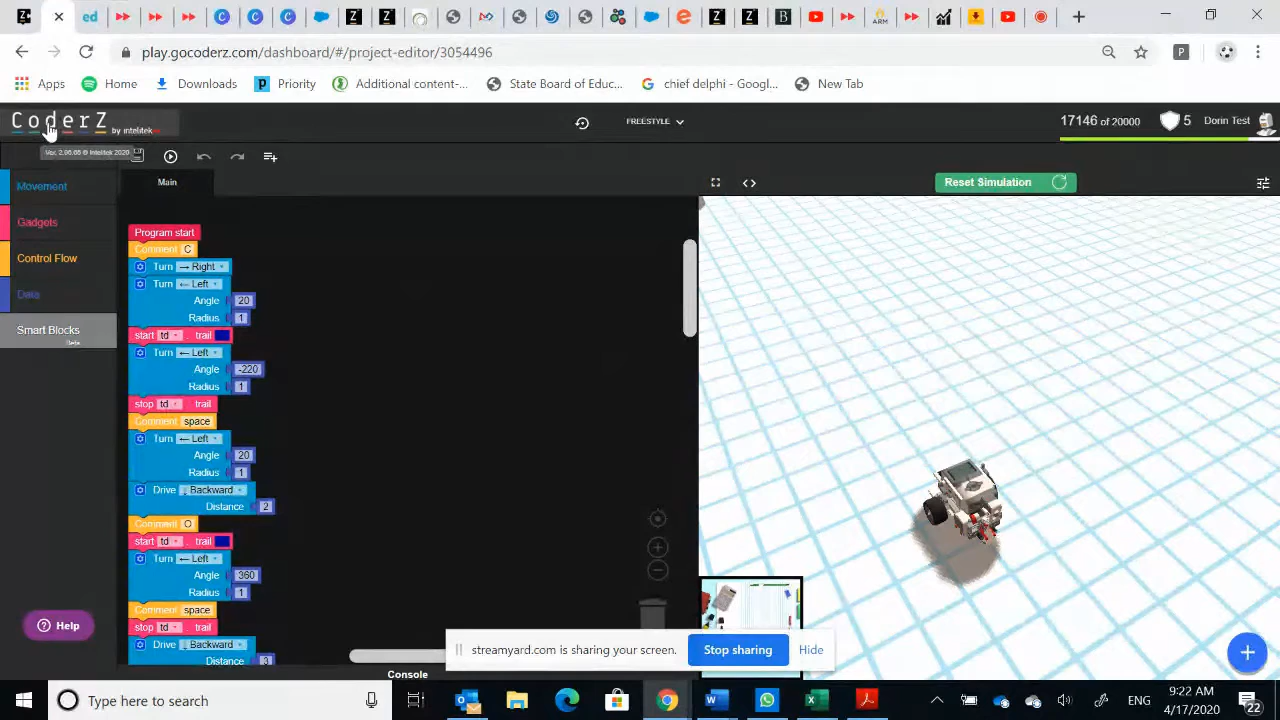 play.gocoderz.com/dashboard/#/project-editor/3054496
Apps Home Downloads Priority Additional content-... State Board of Educ... chief delphi - Googl... New Tab
CoderZ by intelitek
FREESTYLE
17146 of 20000 5 Dorin Test
Main
Reset Simulation
Movement
Gadgets
Control Flow
Data
Smart Blocks
Beta
Program start
Comment C
Turn → Right
Turn ← Left
Angle 20
Radius 1
start td . trail
Turn ← Left
Angle -220
Radius 1
stop td . trail
Comment space
Turn ← Left
Angle 20
Radius 1
Drive ↓ Backward
Distance 2
Comment O
start td . trail
Turn ← Left
Angle 360
Radius 1
Comment space
stop td . trail
Drive ↓ Backward
Distance 3
Help
streamyard.com is sharing your screen. Stop sharing Hide
Console
Type here to search
ENG
9:22 AM
4/17/2020
22